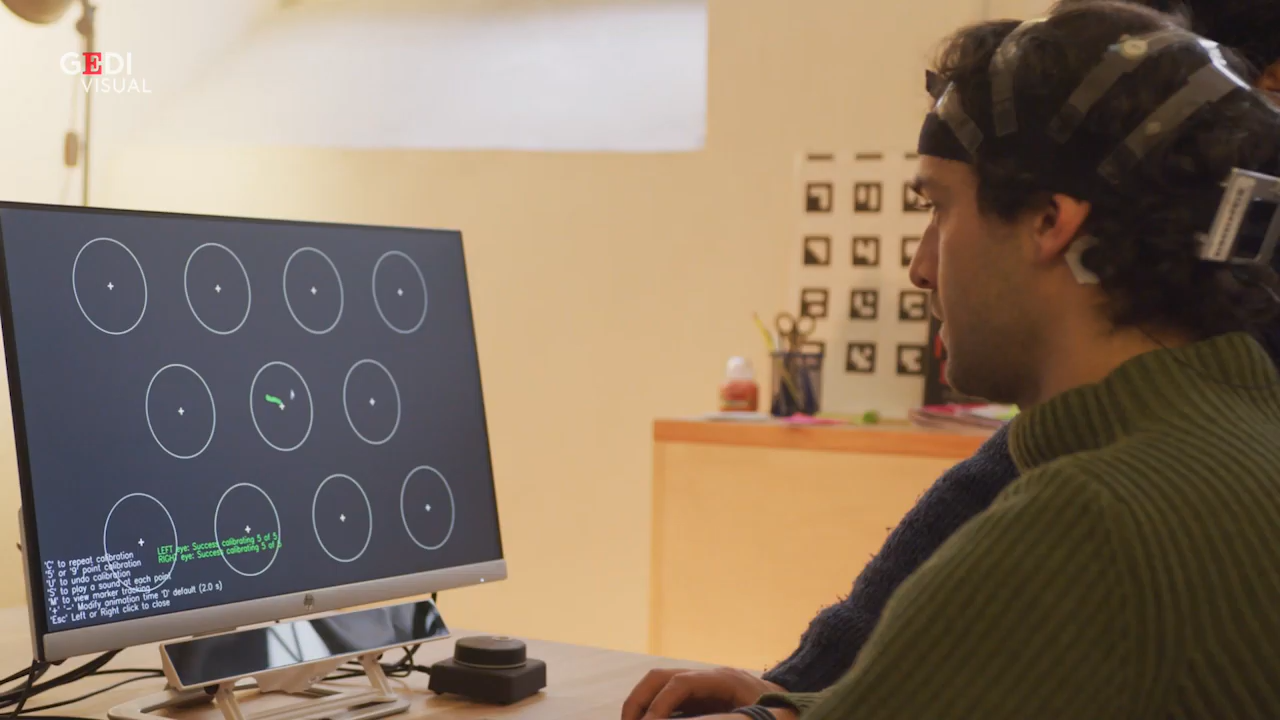 GEDI
VISUAL
LEFT eye: Success calibrating 5 of 5
RIGHT eye: Success calibrating 5 of 5
'C' to repeat calibration
'5' or '9' point calibration
'U' to undo calibration
'S' to play a sound at each point
'M' to view marker tracking
'+' '-' Modify animation time 'D' default (2.0 s)
'Esc' Left or Right click to close
hp